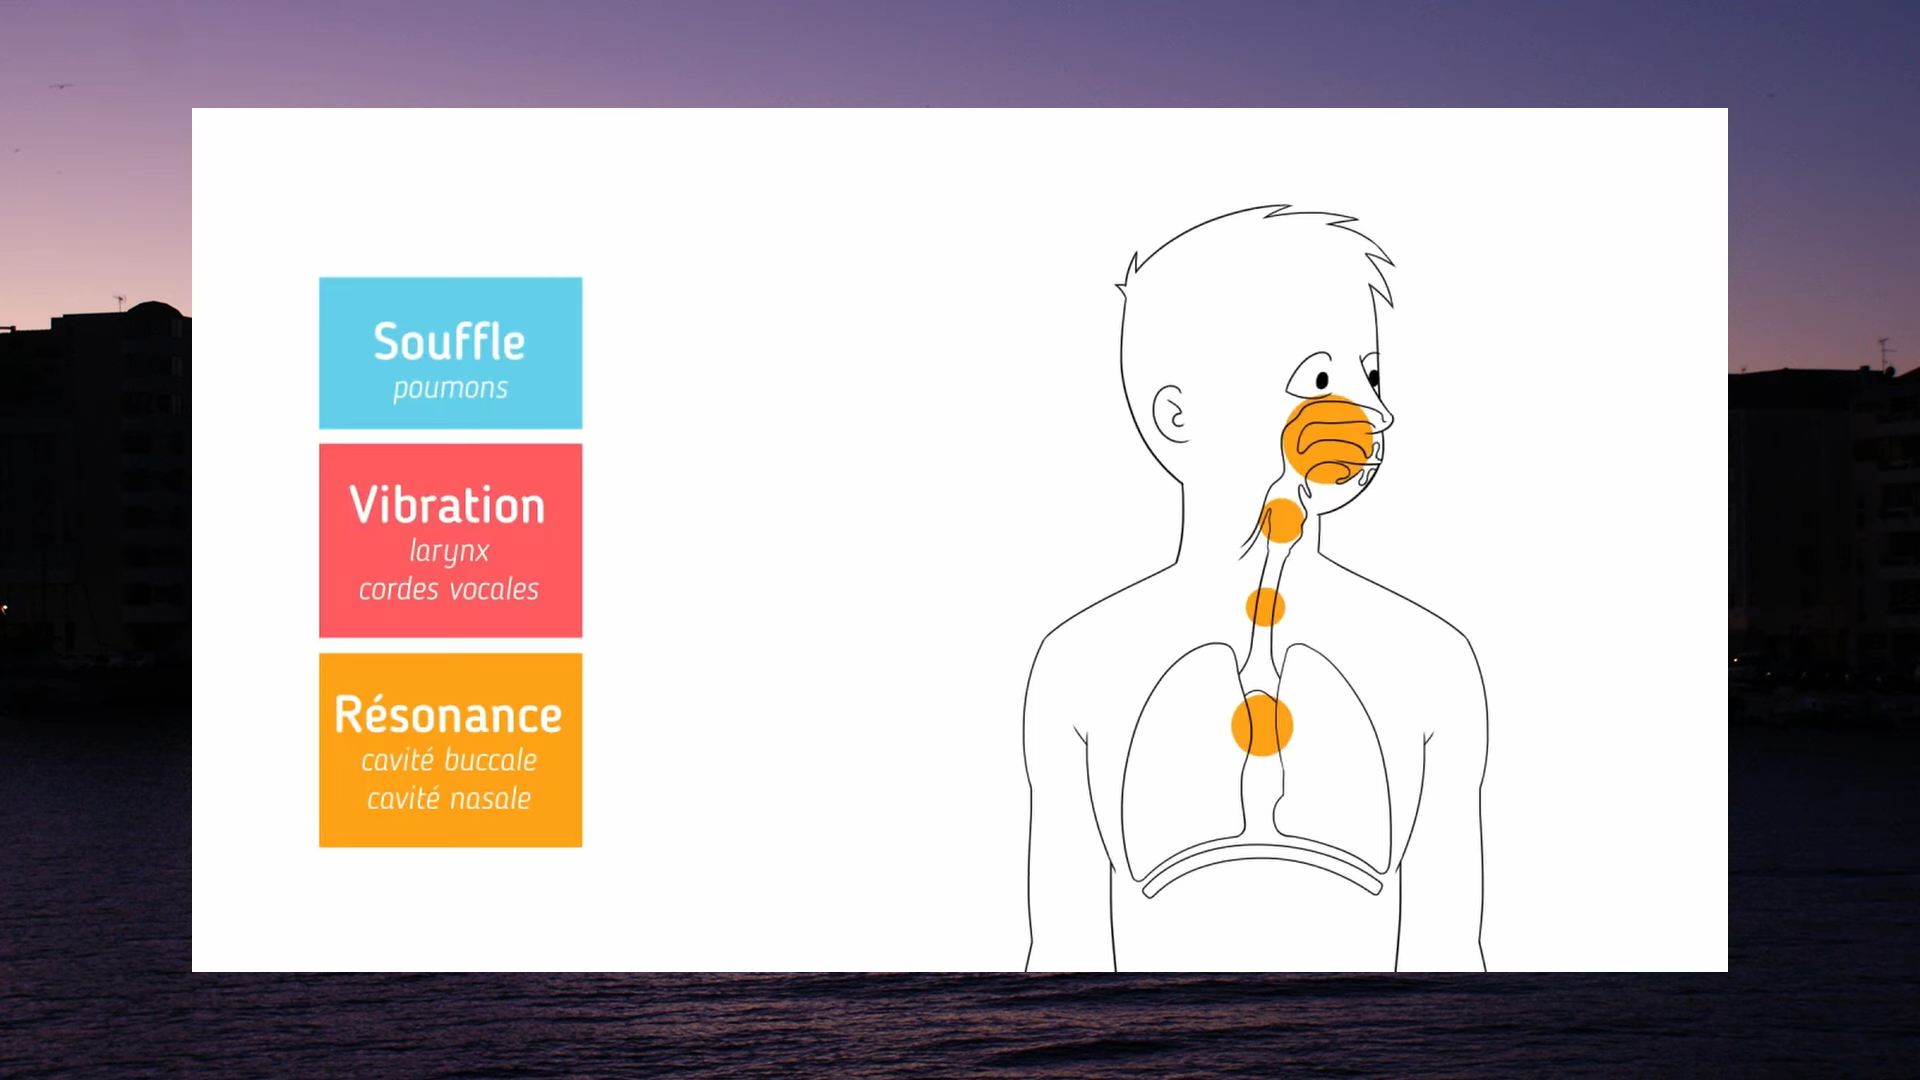 Souffle
poumons
Vibration
larynx
cordes vocales
Résonance
cavité buccale
cavité nasale